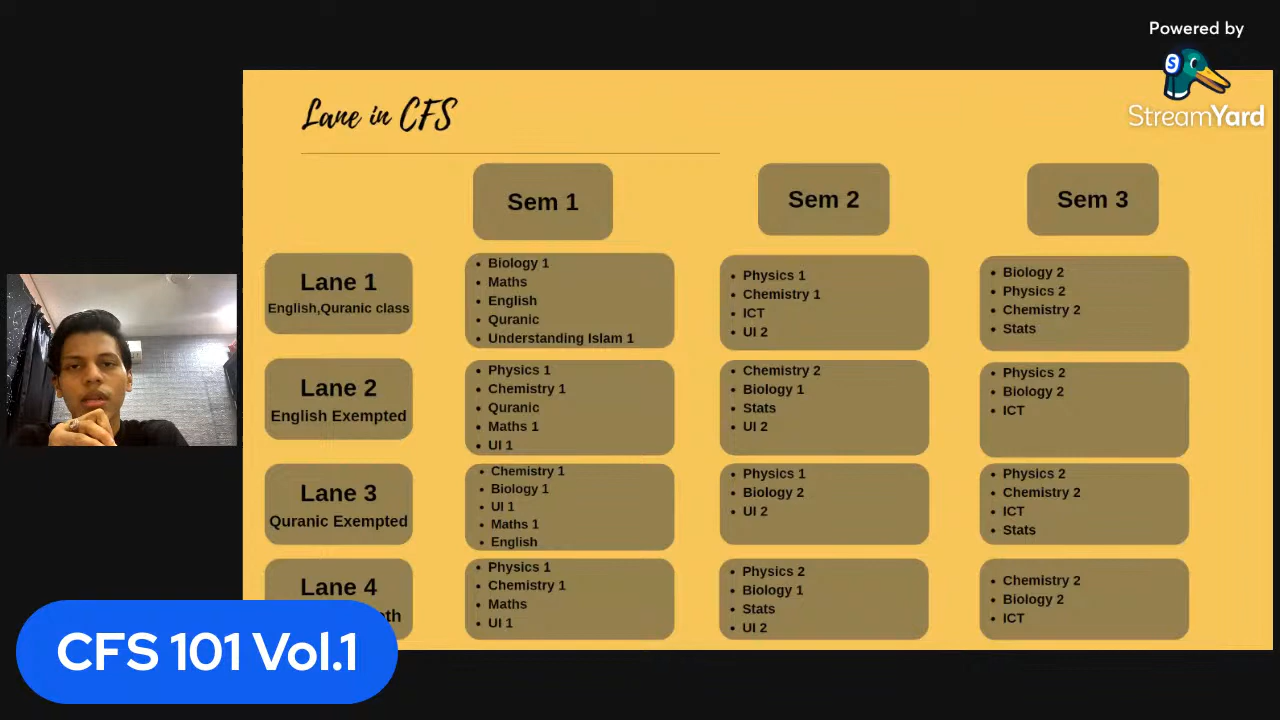 Powered by
StreamYard
Lane in CFS
Sem 1
Sem 2
Sem 3
Lane 1
English,Quranic class
• Biology 1
• Maths
• English
• Quranic
• Understanding Islam 1
• Physics 1
• Chemistry 1
• ICT
• UI 2
• Biology 2
• Physics 2
• Chemistry 2
• Stats
Lane 2
English Exempted
• Physics 1
• Chemistry 1
• Quranic
• Maths 1
• UI 1
• Chemistry 2
• Biology 1
• Stats
• UI 2
• Physics 2
• Biology 2
• ICT
Lane 3
Quranic Exempted
• Chemistry 1
• Biology 1
• UI 1
• Maths 1
• English
• Physics 1
• Biology 2
• UI 2
• Physics 2
• Chemistry 2
• ICT
• Stats
Lane 4
• Physics 1
• Chemistry 1
• Maths
• UI 1
• Physics 2
• Biology 1
• Stats
• UI 2
• Chemistry 2
• Biology 2
• ICT
CFS 101 Vol.1